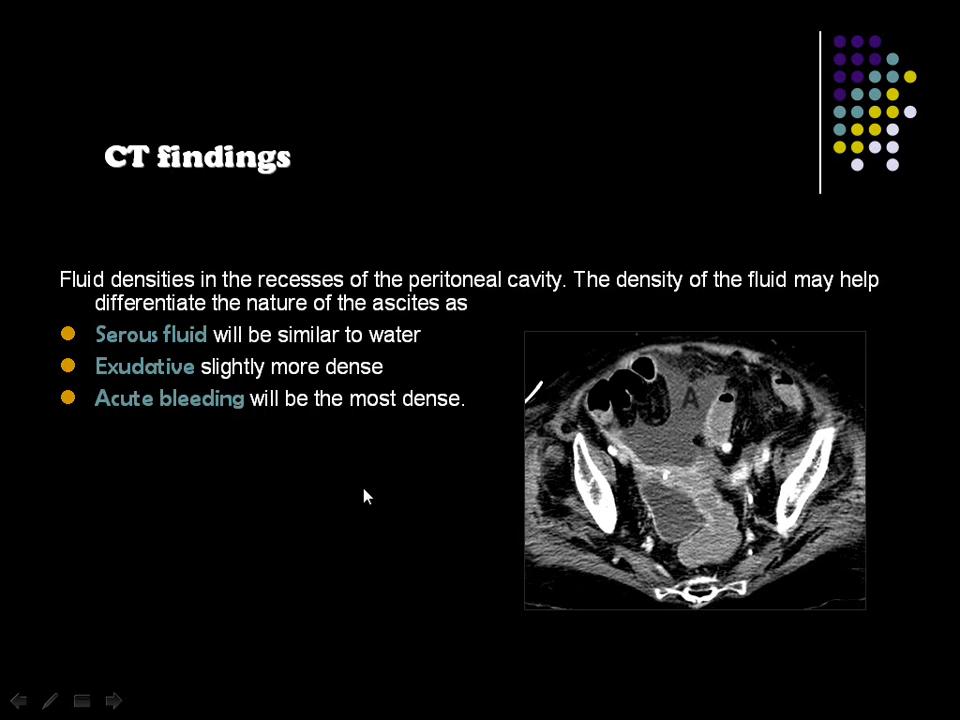 CT findings
Fluid densities in the recesses of the peritoneal cavity. The density of the fluid may help
differentiate the nature of the ascites as
Serous fluid will be similar to water
Exudative slightly more dense
Acute bleeding will be the most dense.
A